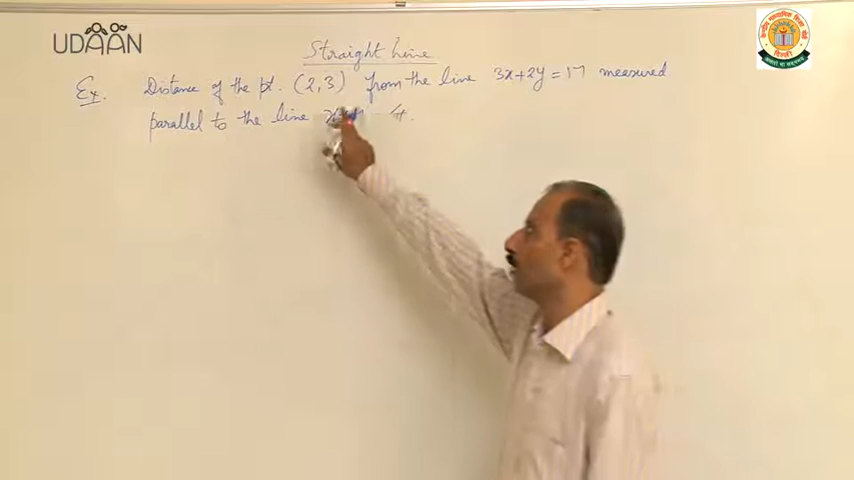 UDAAN
Straight Line
Ex. Distance of the pt. (2,3) from the line 3x+2y=17 measured
parallel to the line 4.